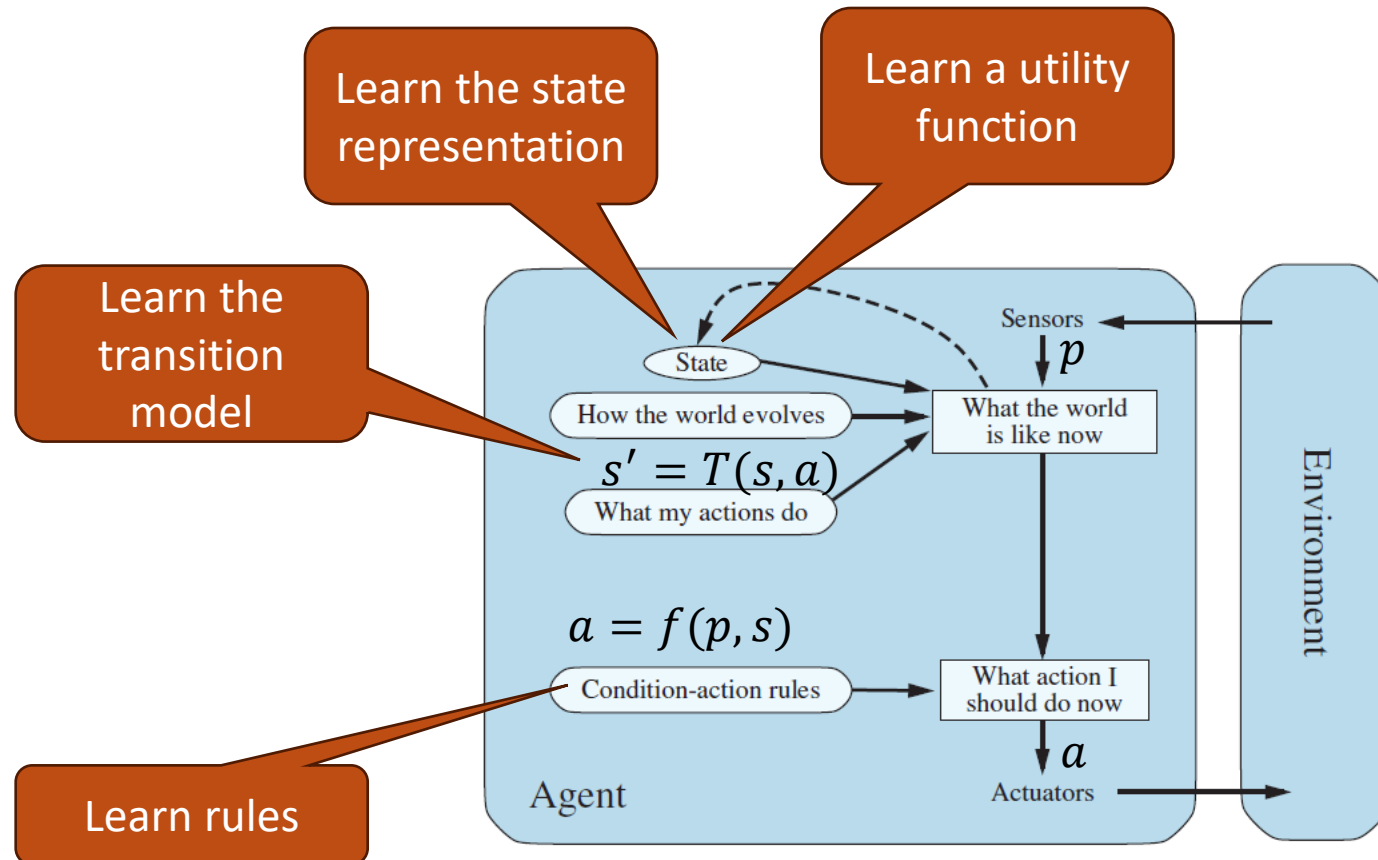 Learn the state
representation
Learn a utility
function
Learn the
transition
model
Sensors
p
State
How the world evolves
What the world
is like now
s′ = T(s, a)
What my actions do
Environment
a = f(p, s)
Condition-action rules
What action I
should do now
a
Learn rules
Agent
Actuators